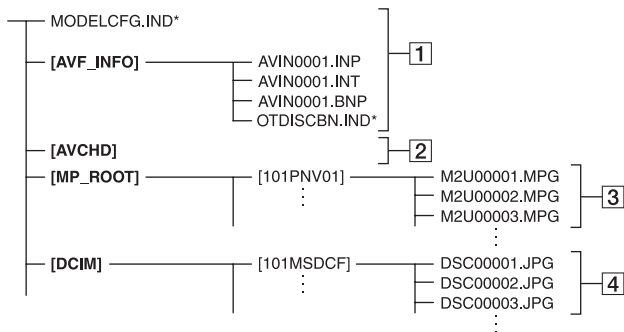 MODELCFG.IND*
[AVF_INFO] AVIN0001.INP
AVIN0001.INT
AVIN0001.BNP
OTDISCBN.IND*
1
[AVCHD] 2
[MP_ROOT] [101PNV01] M2U00001.MPG
M2U00002.MPG
M2U00003.MPG
3
[DCIM] [101MSDCF] DSC00001.JPG
DSC00002.JPG
DSC00003.JPG
4